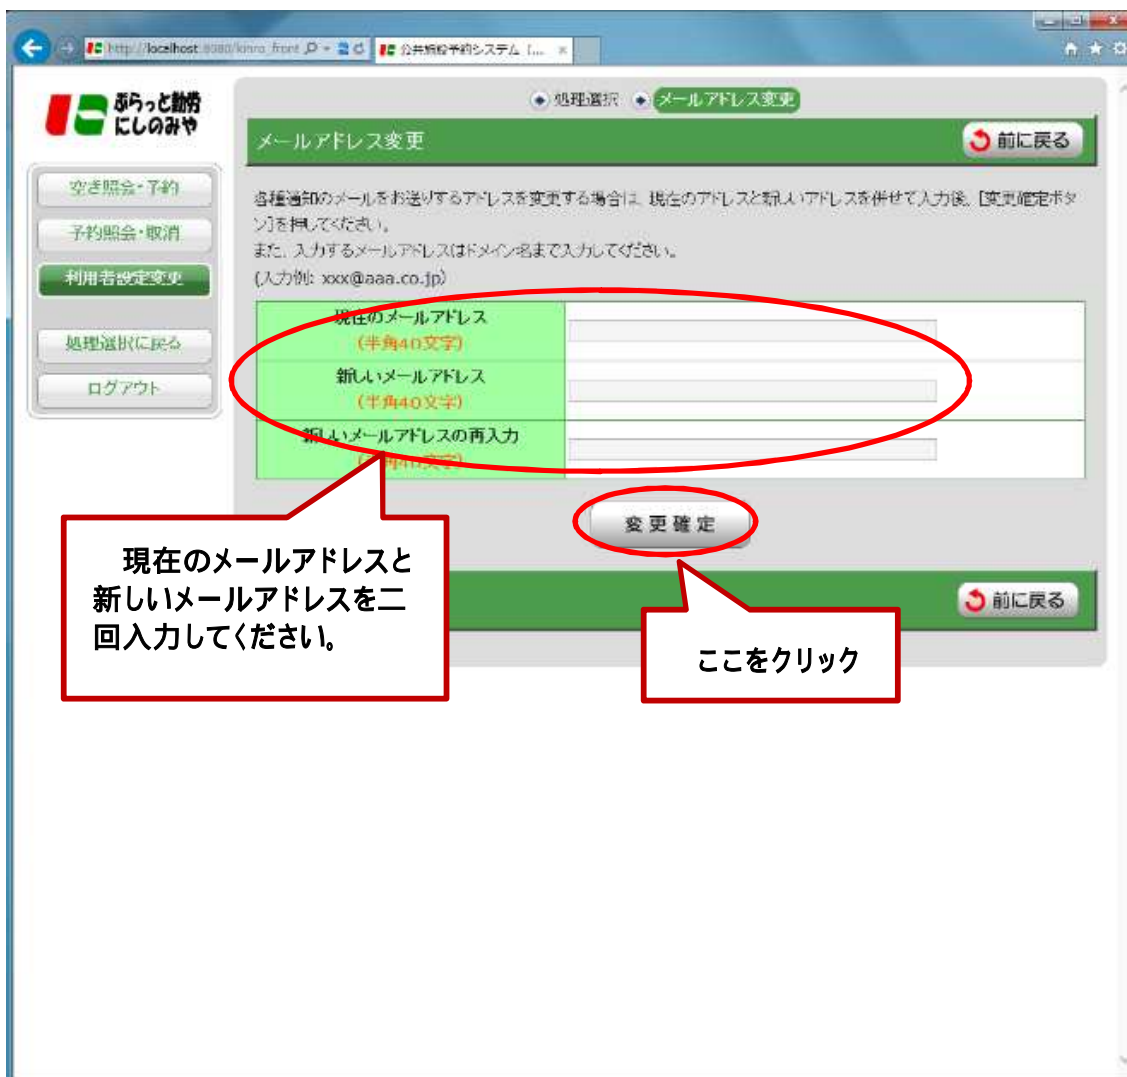 http://localhost:8080/kinro_front
公共施設予約システム [...
ぷらっと勤労
にしのみや
処理選択
メールアドレス変更
メールアドレス変更
前に戻る
空き照会・予約
予約照会・取消
利用者設定変更
処理選択に戻る
ログアウト
各種通知のメールをお送りするアドレスを変更する場合は、現在のアドレスと新しいアドレスを併せて入力後、[変更確定ボタ
ン]を押してください。
また、入力するメールアドレスはドメイン名まで入力してください。
(入力例: xxx@aaa.co.jp)
現在のメールアドレス
(半角40文字)
新しいメールアドレス
(半角40文字)
新しいメールアドレスの再入力
(半角40文字)
変更確定
現在のメールアドレスと
新しいメールアドレスを二
回入力してください。
前に戻る
ここをクリック